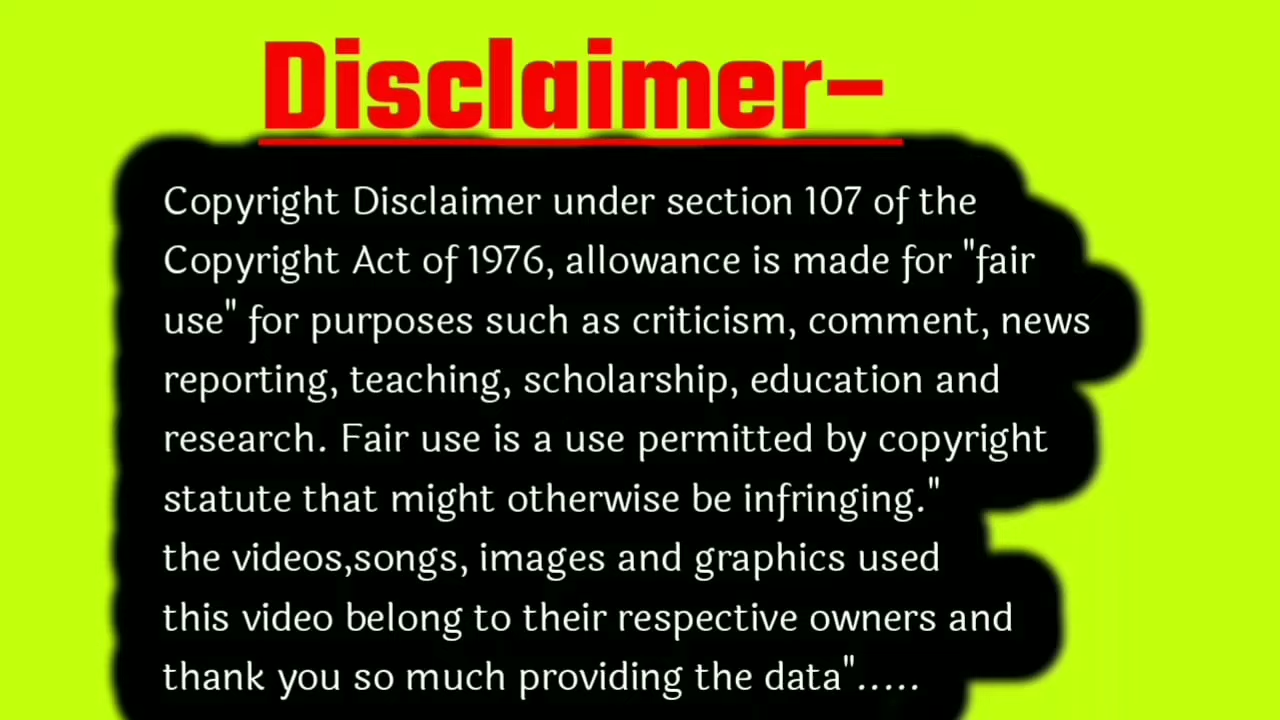 Disclaimer-
Copyright Disclaimer under section 107 of the
Copyright Act of 1976, allowance is made for "fair
use" for purposes such as criticism, comment, news
reporting, teaching, scholarship, education and
research. Fair use is a use permitted by copyright
statute that might otherwise be infringing."
the videos,songs, images and graphics used
this video belong to their respective owners and
thank you so much providing the data".....